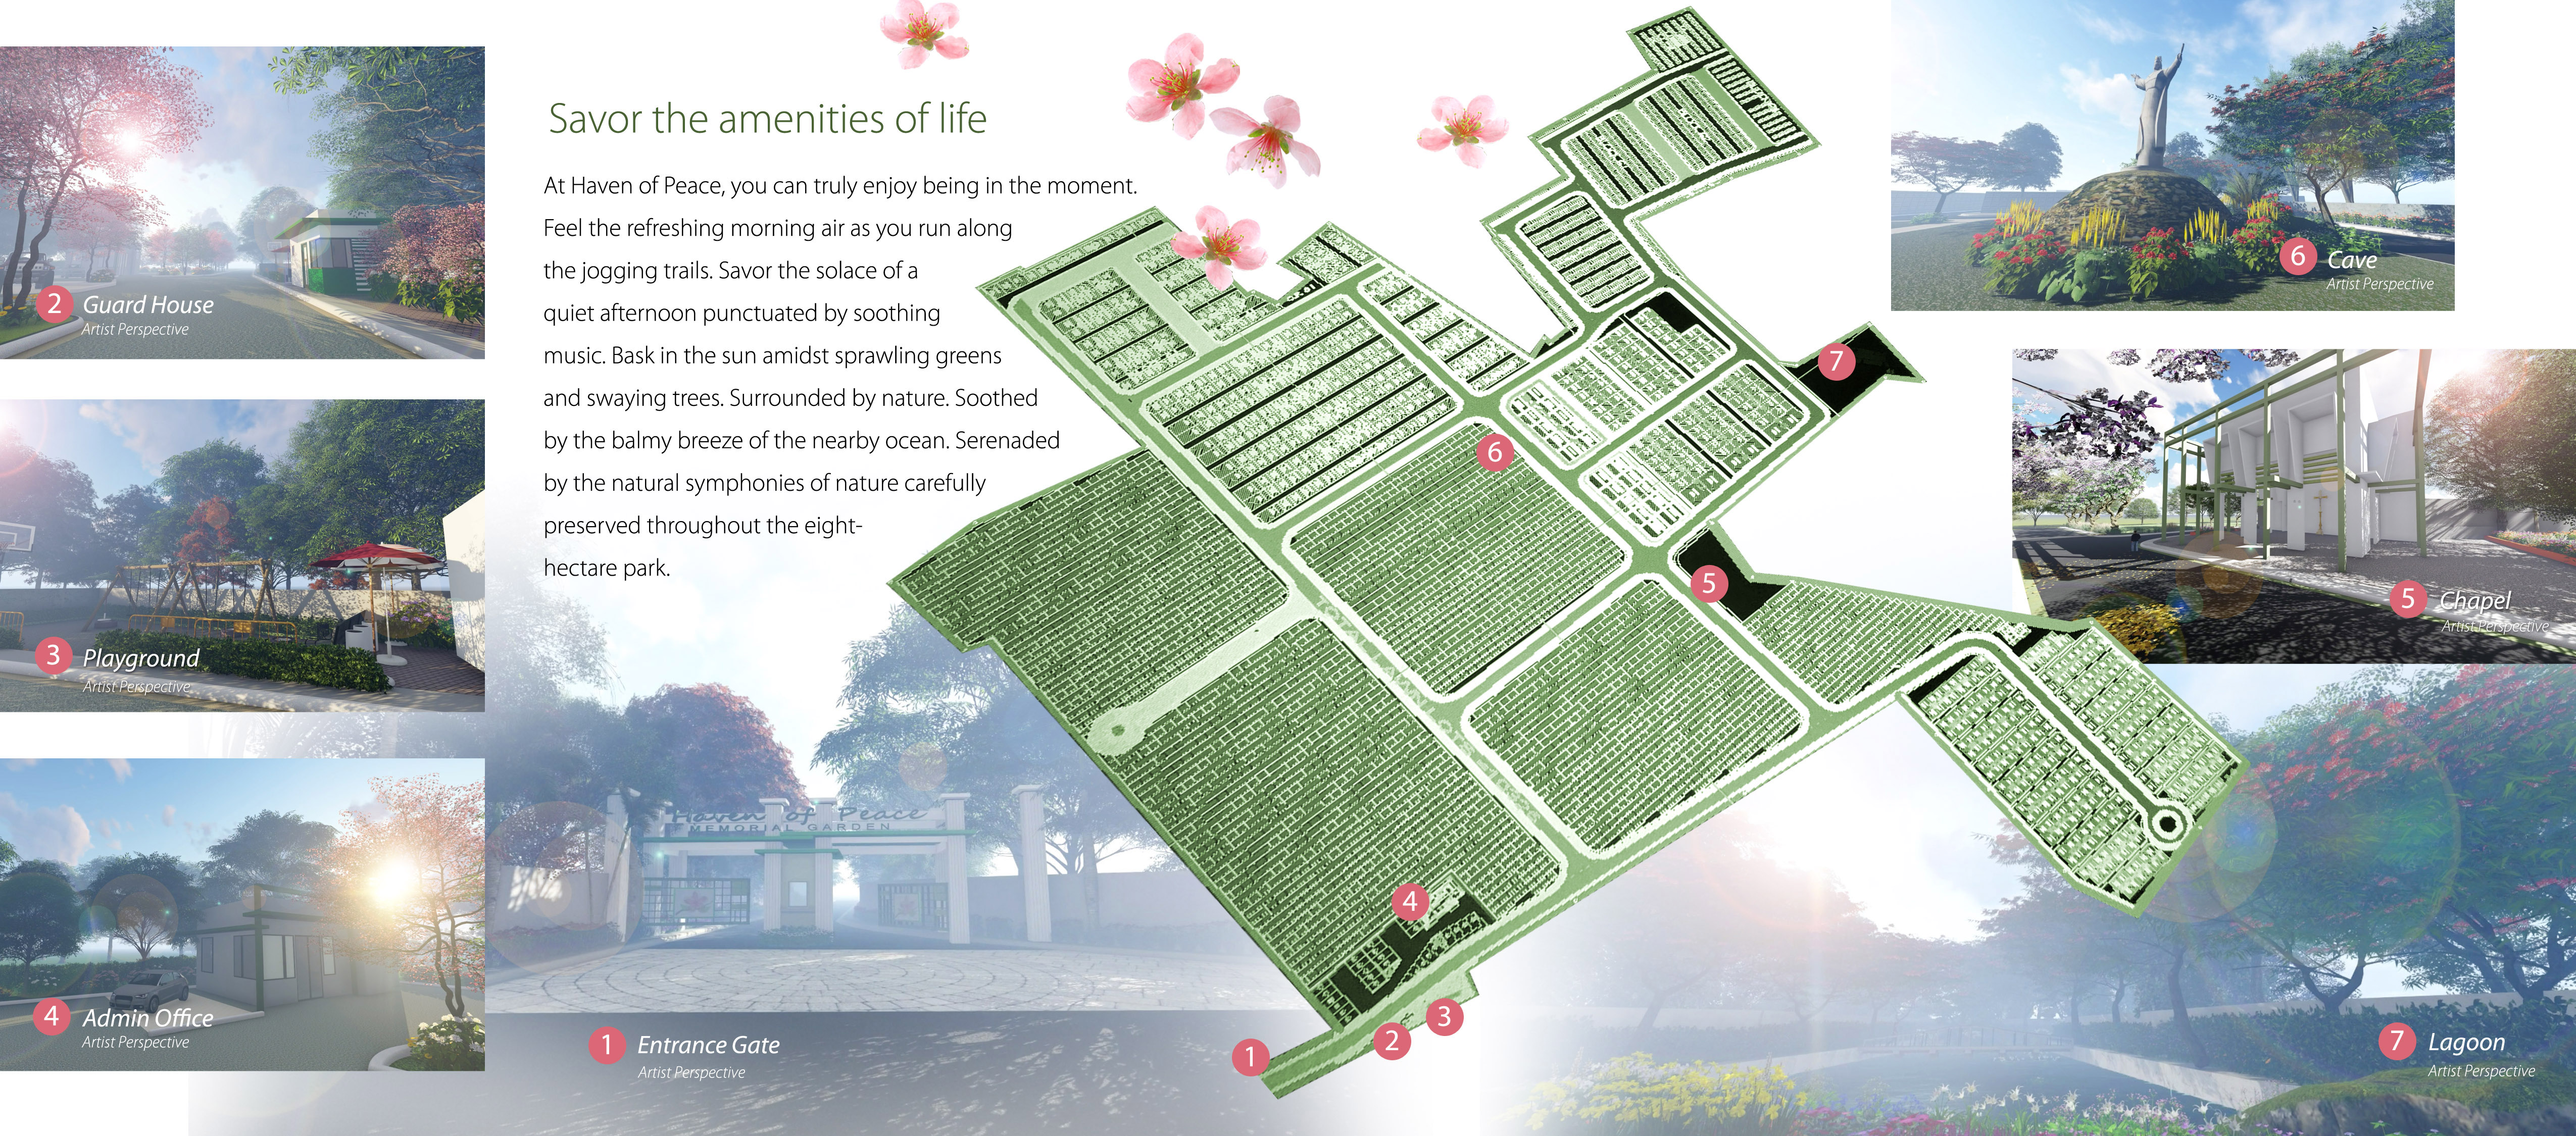 Savor the amenities of life
At Haven of Peace, you can truly enjoy being in the moment.
Feel the refreshing morning air as you run along
the jogging trails. Savor the solace of a
quiet afternoon punctuated by soothing
music. Bask in the sun amidst sprawling greens
and swaying trees. Surrounded by nature. Soothed
by the balmy breeze of the nearby ocean. Serenaded
by the natural symphonies of nature carefully
preserved throughout the eight-
hectare park.
2 Guard House
Artist Perspective
3 Playground
Artist Perspective
4 Admin Office
Artist Perspective
Haven of Peace
MEMORIAL GARDEN
1 Entrance Gate
Artist Perspective
7
6
5
4
3
2
1
6 Cave
Artist Perspective
5 Chapel
Artist Perspective
7 Lagoon
Artist Perspective